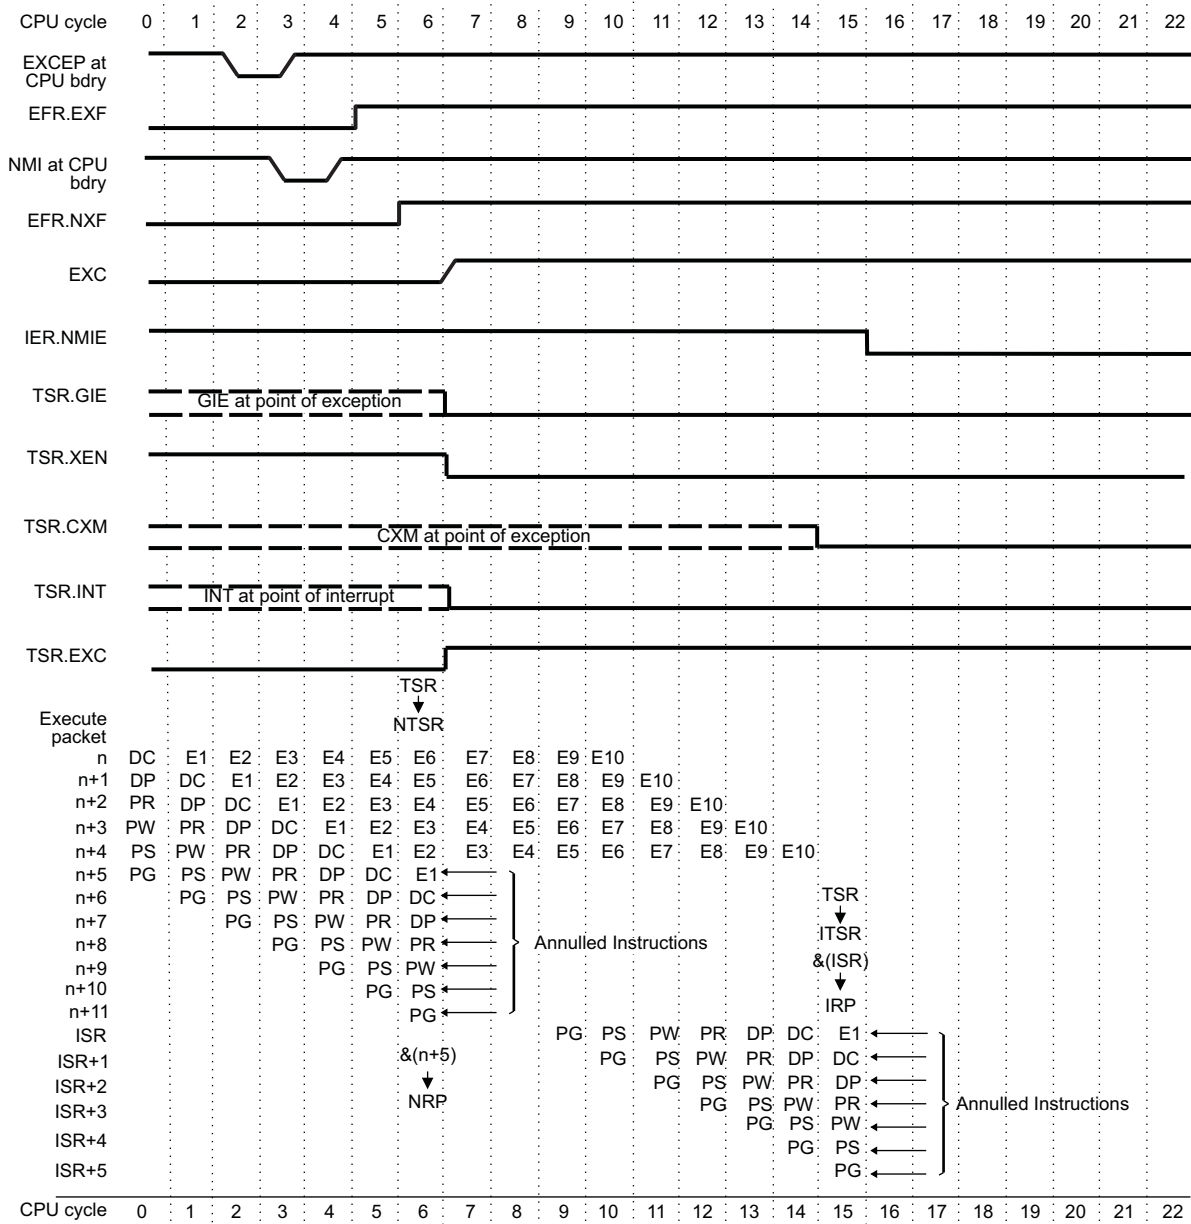 CPU cycle 0 1 2 3 4 5 6 7 8 9 10 11 12 13 14 15 16 17 18 19 20 21 22
EXCEP at
CPU bdry
EFR.EXF
NMI at CPU
bdry
EFR.NXF
EXC
IER.NMIE
TSR.GIE GIE at point of exception
TSR.XEN
TSR.CXM CXM at point of exception
TSR.INT INT at point of interrupt
TSR.EXC
TSR
NTSR
Execute
packet
n DC E1 E2 E3 E4 E5 E6 E7 E8 E9 E10
n+1 DP DC E1 E2 E3 E4 E5 E6 E7 E8 E9 E10
n+2 PR DP DC E1 E2 E3 E4 E5 E6 E7 E8 E9 E10
n+3 PW PR DP DC E1 E2 E3 E4 E5 E6 E7 E8 E9 E10
n+4 PS PW PR DP DC E1 E2 E3 E4 E5 E6 E7 E8 E9 E10
n+5 PG PS PW PR DP DC E1
n+6 PG PS PW PR DP DC
n+7 PG PS PW PR DP
n+8 PG PS PW PR
n+9 PG PS PW
n+10 PG PS
n+11 PG
Annulled Instructions
TSR
ITSR
&(ISR)
IRP
ISR PG PS PW PR DP DC E1
ISR+1 PG PS PW PR DP DC
ISR+2 PG PS PW PR DP
ISR+3 PG PS PW PR
PG PS PW
ISR+4 PG PS
ISR+5 PG
&(n+5)
NRP
Annulled Instructions
CPU cycle 0 1 2 3 4 5 6 7 8 9 10 11 12 13 14 15 16 17 18 19 20 21 22